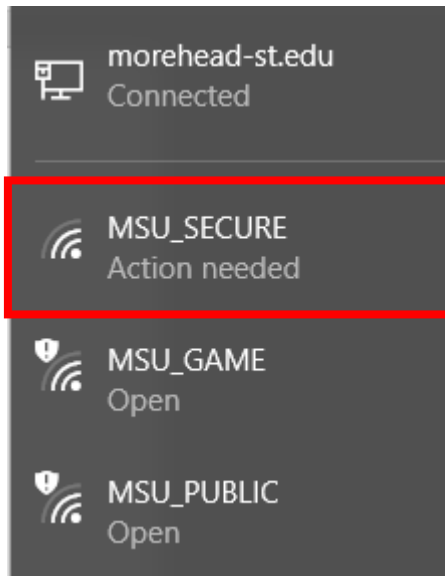 morehead-st.edu
Connected
MSU_SECURE
Action needed
MSU_GAME
Open
MSU_PUBLIC
Open